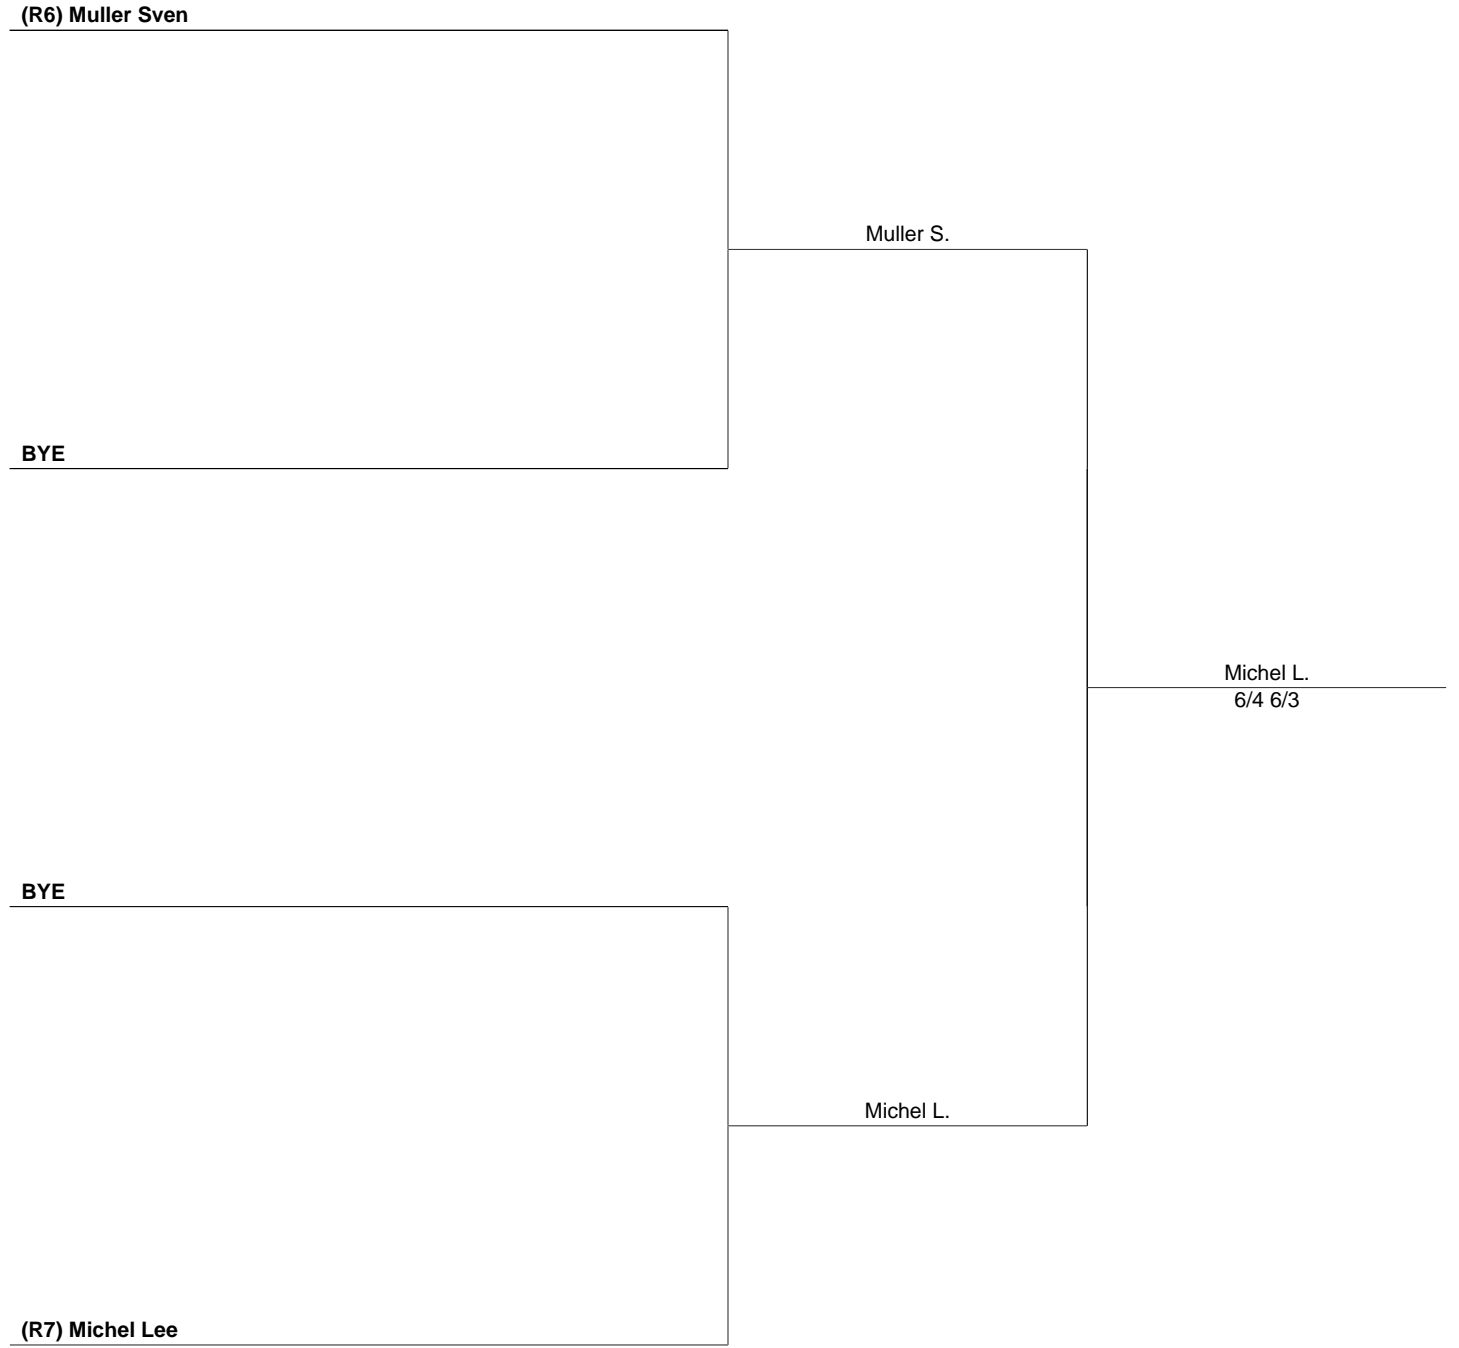 (R6) Muller Sven
Muller S.
BYE
Michel L.
6/4 6/3
BYE
Michel L.
(R7) Michel Lee